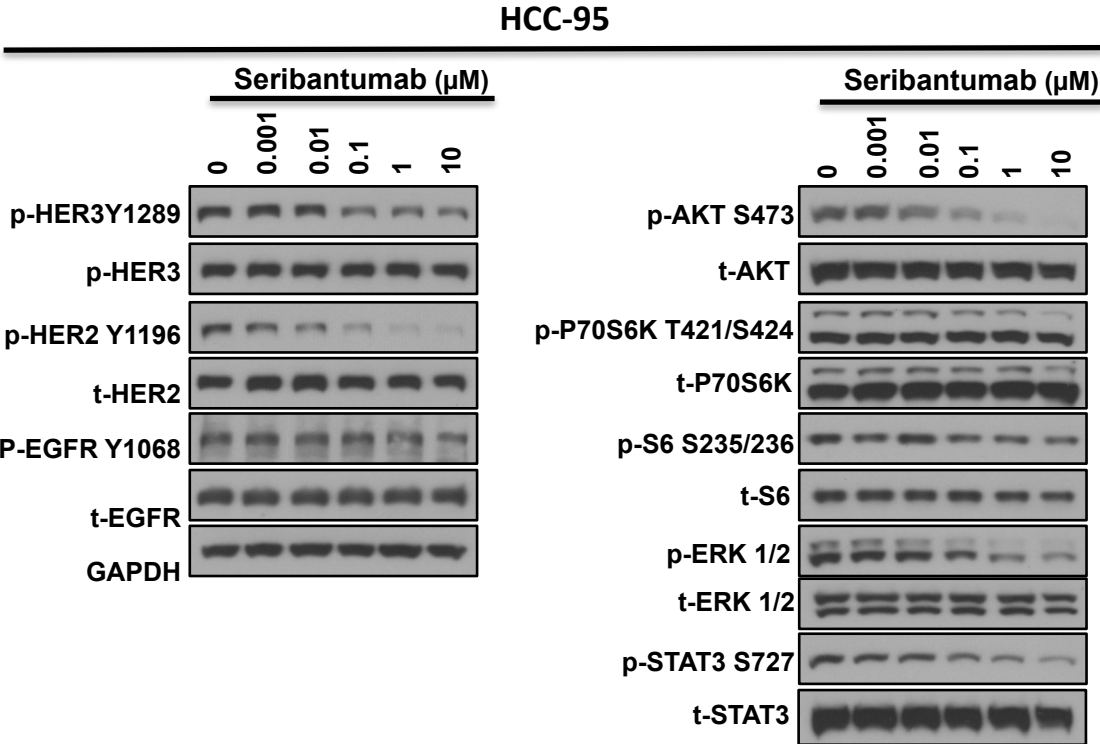 HCC-95
Seribantumab (µM)
0 0.001 0.01 0.1 1 10
p-HER3Y1289
p-HER3
p-HER2 Y1196
t-HER2
P-EGFR Y1068
t-EGFR
GAPDH
Seribantumab (µM)
0 0.001 0.01 0.1 1 10
p-AKT S473
t-AKT
p-P70S6K T421/S424
t-P70S6K
p-S6 S235/236
t-S6
p-ERK 1/2
t-ERK 1/2
p-STAT3 S727
t-STAT3